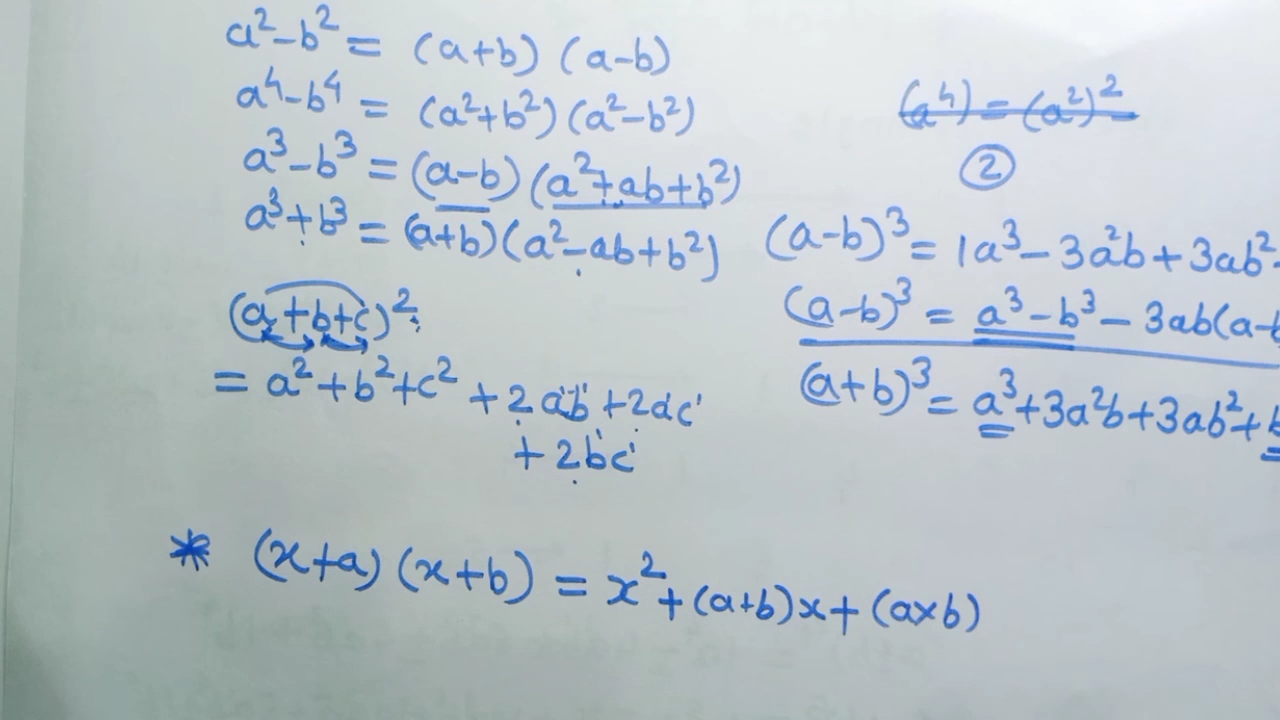 a²-b² = (a+b) (a-b)
a⁴-b⁴ = (a²+b²) (a²-b²)
a³-b³ = (a-b) (a²+ab+b²)
a³+b³ = (a+b) (a²-ab+b²)
(a+b+c)²
= a²+b²+c² +2ab+2ac
+2bc
* (x+a) (x+b) = x²+(a+b)x+(a×b)
(a⁴) = (a²)²
2
(a-b)³ = 1a³-3a²b+3ab²
(a-b)³ = a³-b³-3ab(a-b
(a+b)³ = a³+3a²b+3ab²+b